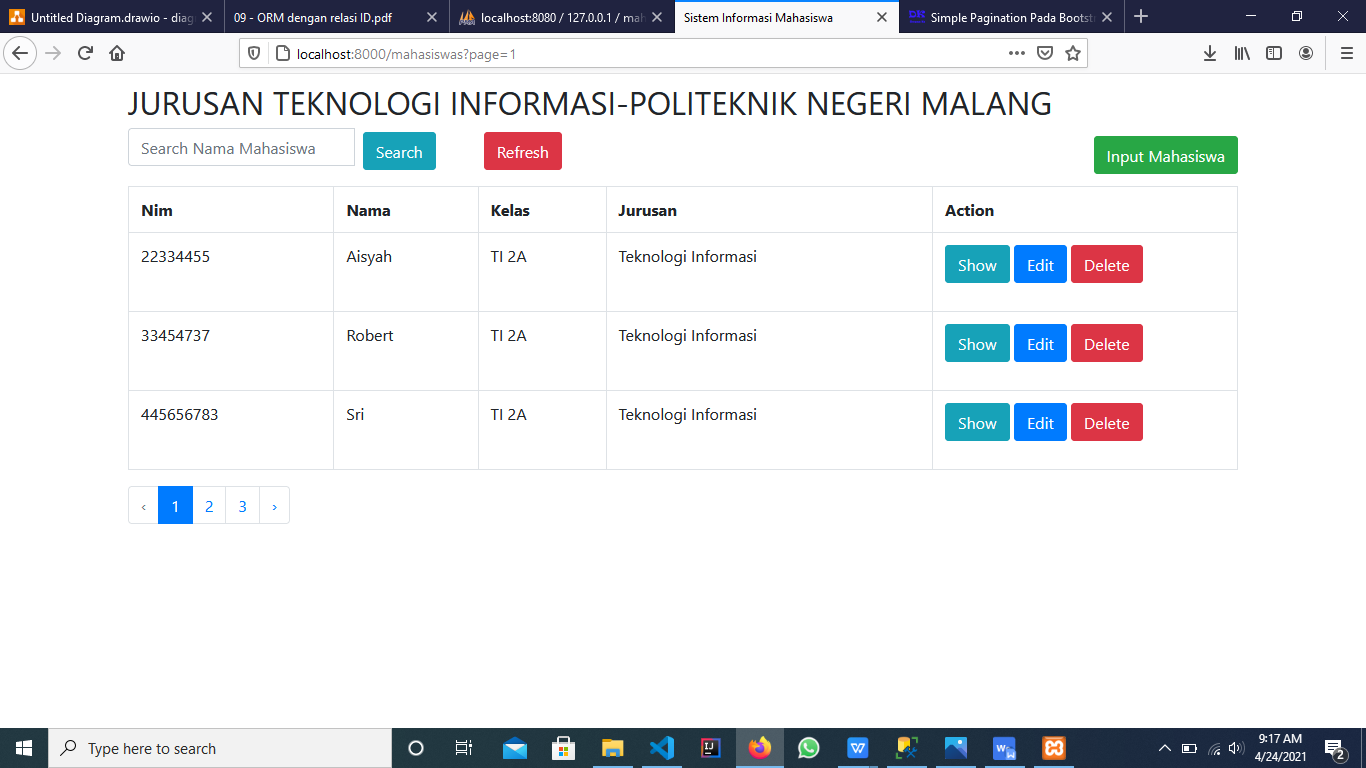 Untitled Diagram.drawio - diag
09 - ORM dengan relasi ID.pdf
localhost:8080 / 127.0.0.1 / mah
Sistem Informasi Mahasiswa
Simple Pagination Pada Bootst
localhost:8000/mahasiswas?page=1
JURUSAN TEKNOLOGI INFORMASI-POLITEKNIK NEGERI MALANG
Search Nama Mahasiswa Search Refresh Input Mahasiswa
Nim Nama Kelas Jurusan Action
22334455 Aisyah TI 2A Teknologi Informasi Show Edit Delete
33454737 Robert TI 2A Teknologi Informasi Show Edit Delete
445656783 Sri TI 2A Teknologi Informasi Show Edit Delete
‹ 1 2 3 ›
Type here to search
9:17 AM
4/24/2021
2